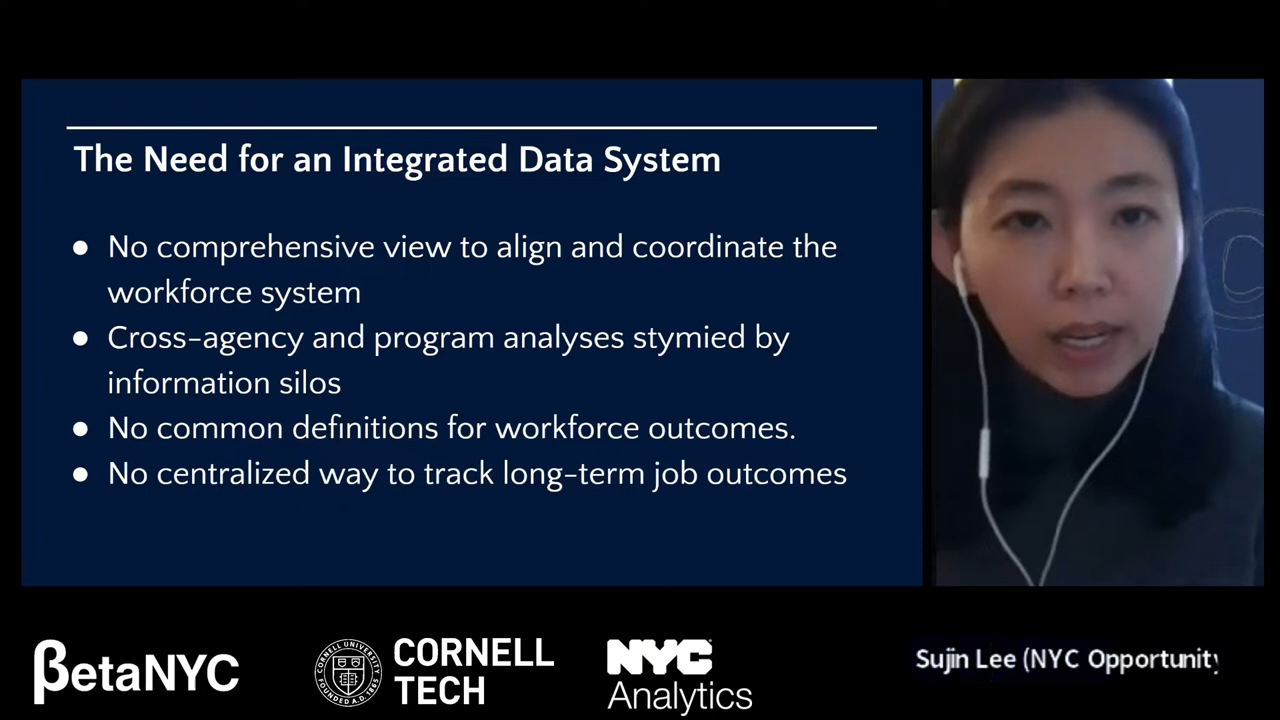 The Need for an Integrated Data System
● No comprehensive view to align and coordinate the
workforce system
● Cross-agency and program analyses stymied by
information silos
● No common definitions for workforce outcomes.
● No centralized way to track long-term job outcomes
βetaNYC
CORNELL
TECH
NYC
Analytics
Sujin Lee (NYC Opportunity